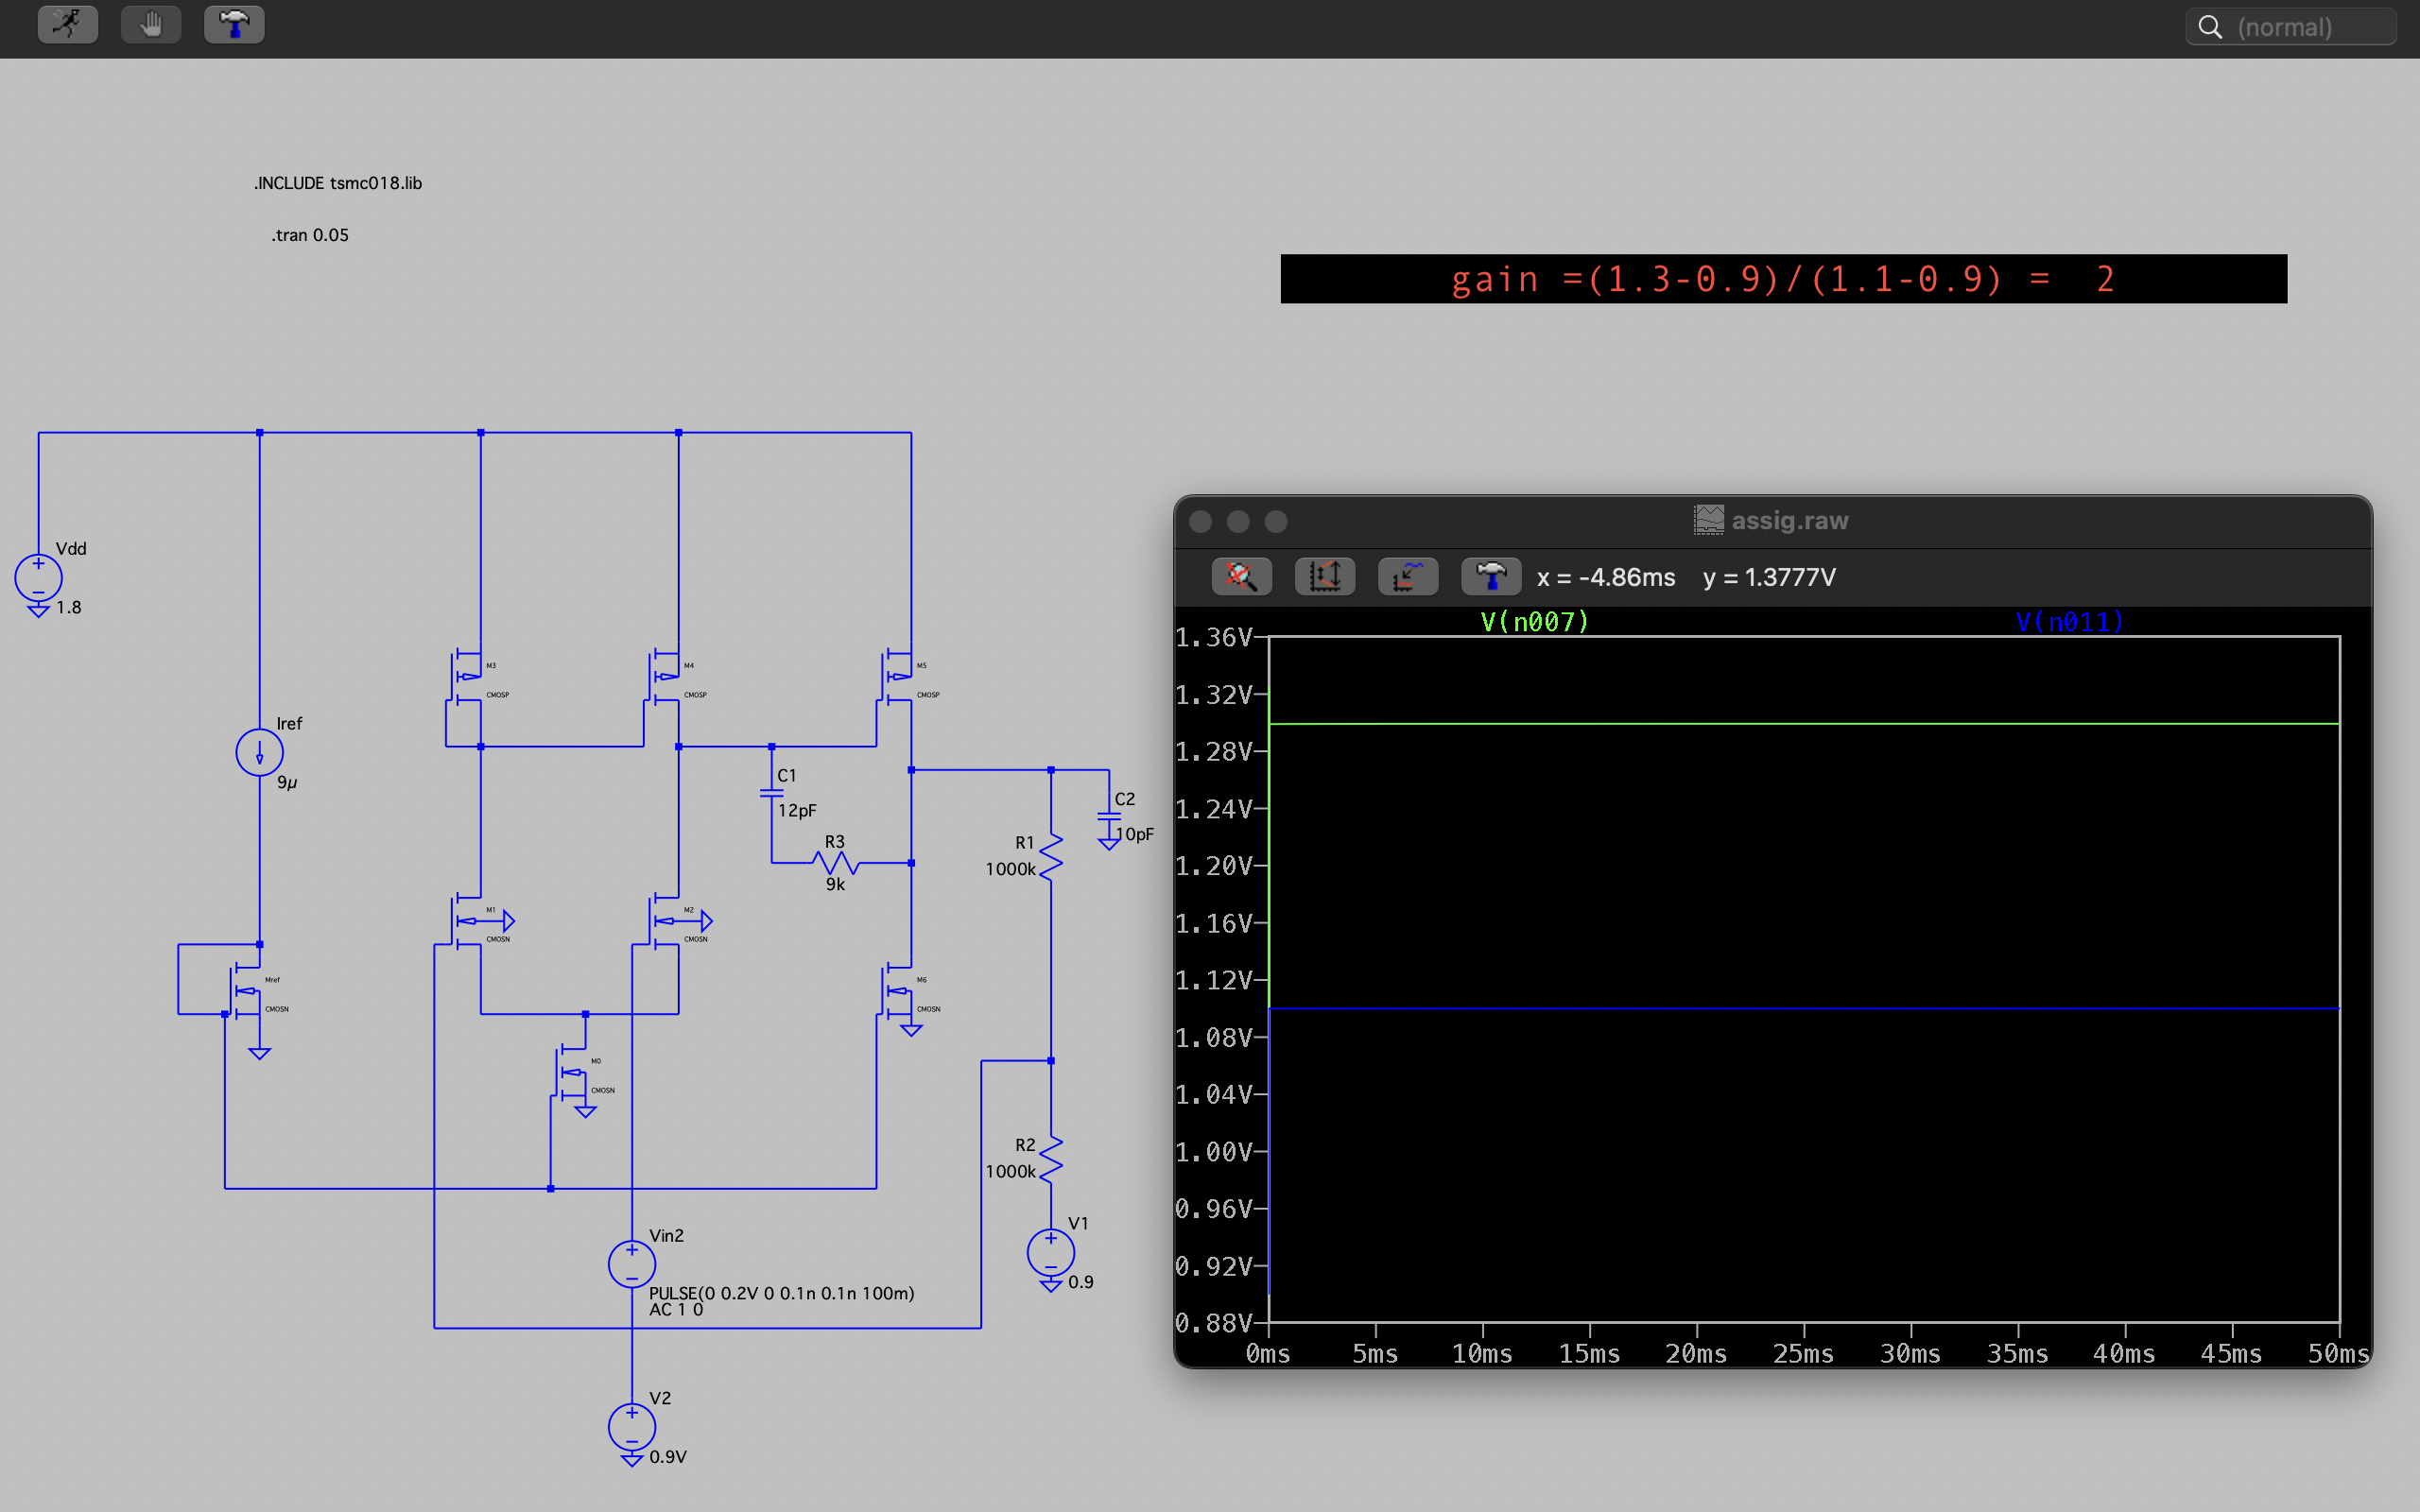 (normal)
.INCLUDE tsmc018.lib
.tran 0.05
gain =(1.3-0.9)/(1.1-0.9) = 2
Vdd
1.8
Iref
9µ
M3
CMOSP
M4
CMOSP
M5
CMOSP
C1
12pF
R3
9k
R1
1000k
C2
10pF
M1
CMOSN
M2
CMOSN
Mref
CMOSN
M6
CMOSN
M0
CMOSN
R2
1000k
V1
0.9
Vin2
PULSE(0 0.2V 0 0.1n 0.1n 100m)
AC 1 0
V2
0.9V
assig.raw
x = -4.86ms y = 1.3777V
V(n007) V(n011)
1.36V
1.32V
1.28V
1.24V
1.20V
1.16V
1.12V
1.08V
1.04V
1.00V
0.96V
0.92V
0.88V
0ms 5ms 10ms 15ms 20ms 25ms 30ms 35ms 40ms 45ms 50ms